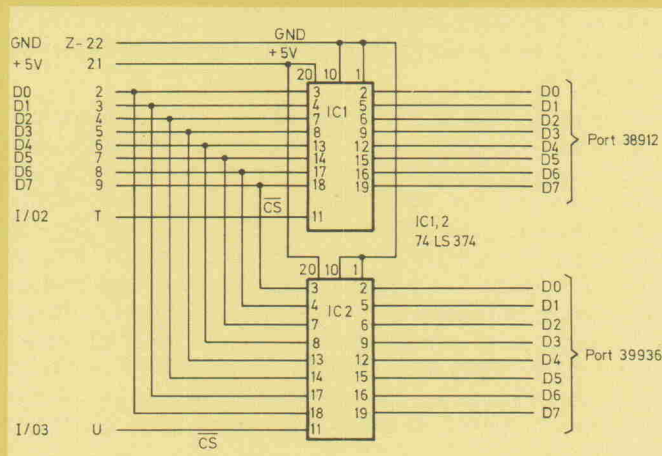 GND Z-22 GND
+5V 21 +5V
20 10 1
D0 2 3 2 D0
D1 3 4 IC1 5 D1
D2 4 7 6 D2
D3 5 8 9 D3
D4 6 13 12 D4 Port 38912
D5 7 14 15 D5
D6 8 17 16 D6
D7 9 18 19 D7
CS
I/02 T 11
IC1,2
74 LS 374
20 10 1
3 2 D0
4 IC2 5 D1
7 6 D2
8 9 D3
13 12 D4 Port 39936
14 15 D5
17 16 D6
18 19 D7
I/03 U 11
CS